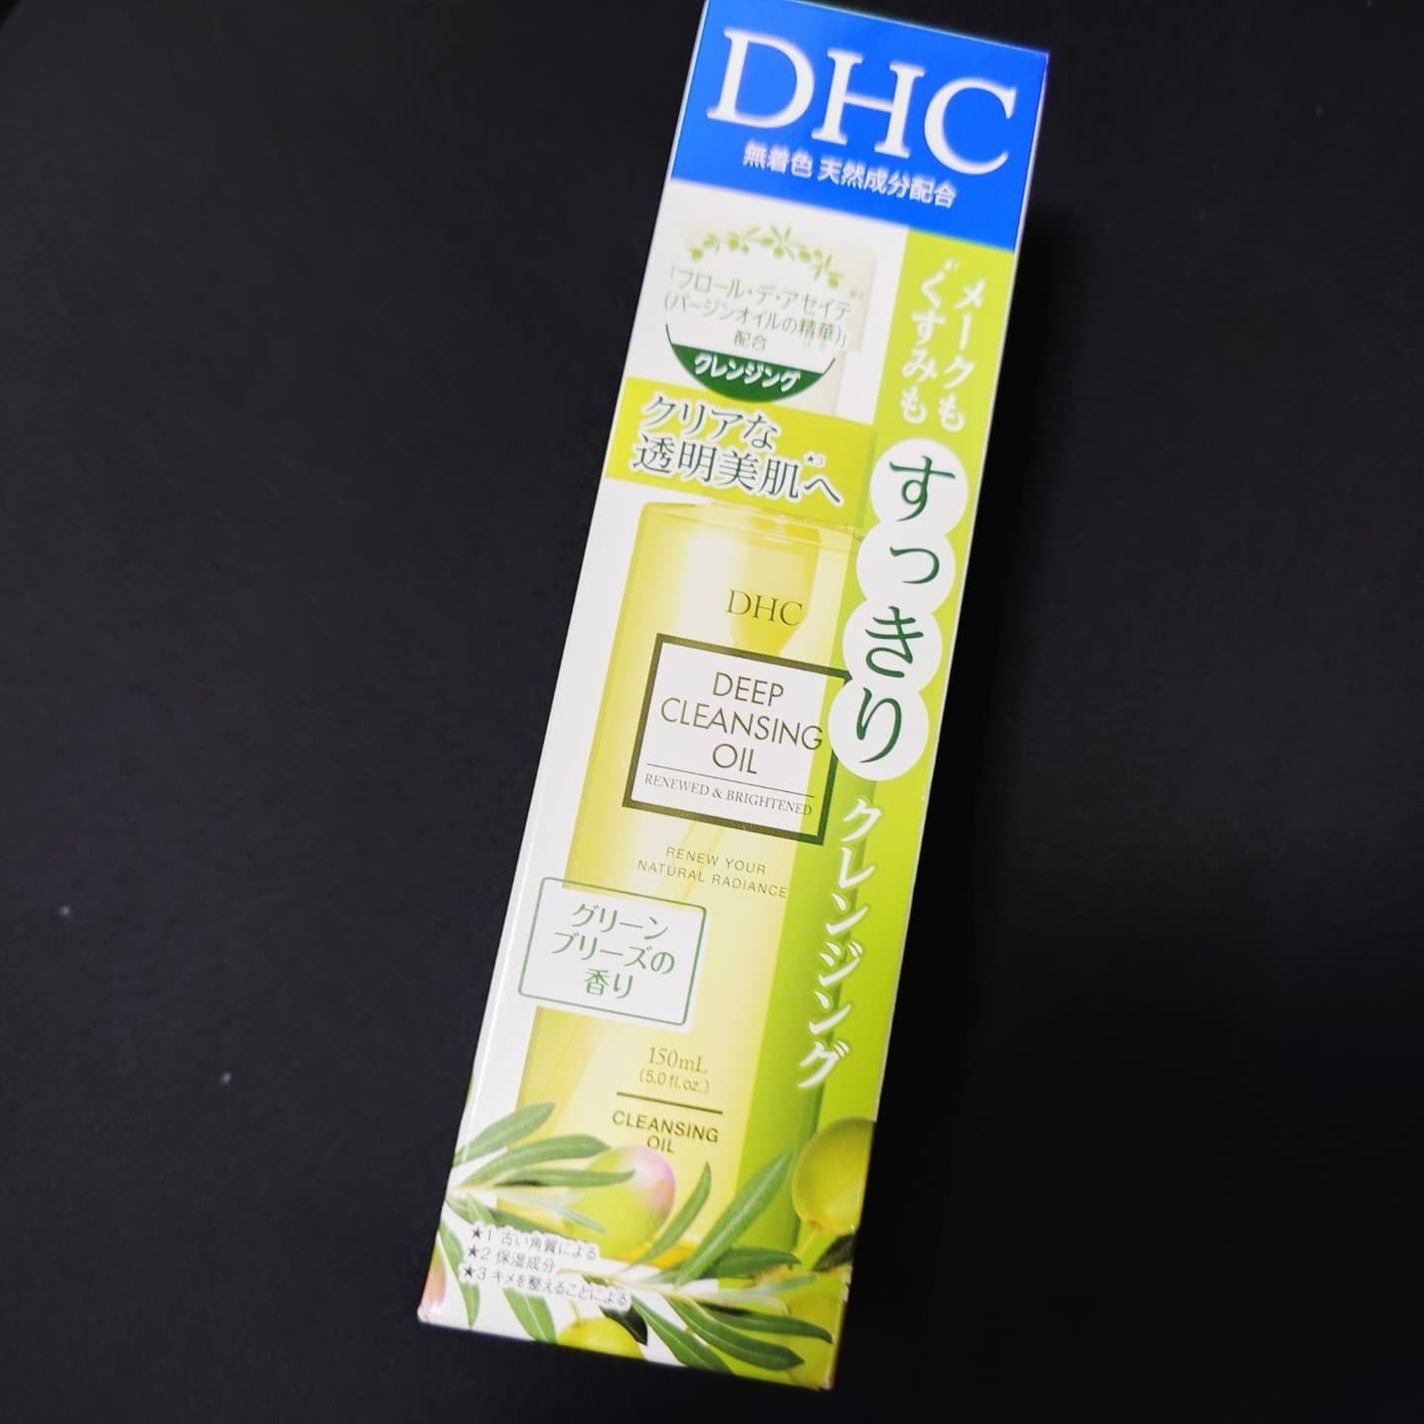 DHC
無着色 天然成分配合
メークも
★1
"くすみも
すっきり
クレンジング
「フロール・デ・アセイテ
★2
(バージンオイルの精華)」
配合
クレンジング
クリアな
透明美肌へ
★3
DHC
DEEP
CLEANSING
OIL
RENEWED & BRIGHTENED
RENEW YOUR
NATURAL RADIANCE
グリーン
ブリーズの
香り
150mL
(5.0 fl.oz.)
CLEANSING
OIL
★1 古い角質による
★2 保湿成分
★3 キメを整えることによる